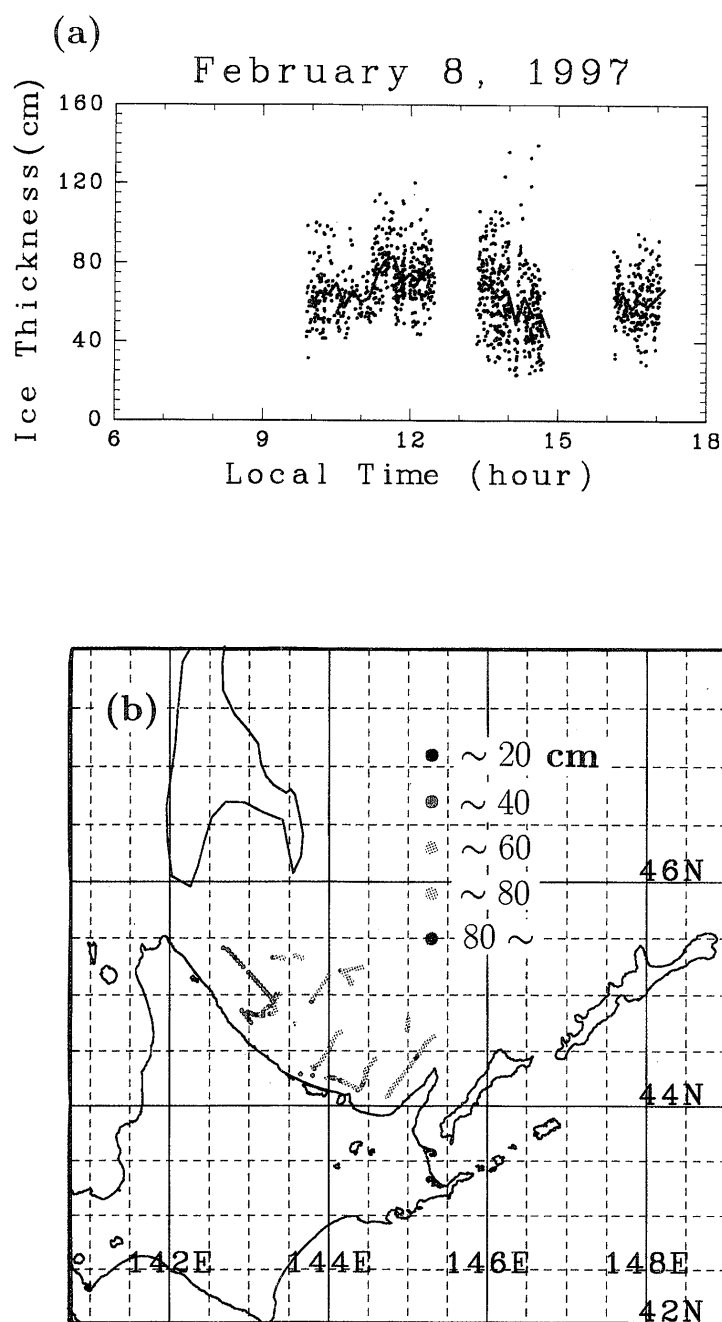 (a)
February 8, 1997
Ice Thickness(cm)
160
120
80
40
0
6 9 12 15 18
Local Time (hour)
(b)
~ 20 cm
~ 40
~ 60
~ 80
80 ~
46N
44N
142E 144E 146E 148E
42N